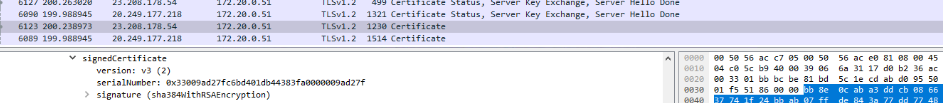 6127 200.263020 23.208.178.54 172.20.0.51 TLSv1.2 499 Certificate Status, Server Key Exchange, Server Hello Done
6090 199.988945 20.249.177.218 172.20.0.51 TLSv1.2 1321 Certificate Status, Server Key Exchange, Server Hello Done
6123 200.238973 23.208.178.54 172.20.0.51 TLSv1.2 1230 Certificate
6089 199.988945 20.249.177.218 172.20.0.51 TLSv1.2 1514 Certificate
signedCertificate
version: v3 (2)
serialNumber: 0x33009ad27fc6bd401db44383fa0000009ad27f
signature (sha384WithRSAEncryption)
0000 00 50 56 ac c7 05 00 50 56 ac e0 81 08 00 45
0010 04 c0 5c b9 40 00 39 06 6a 31 17 d0 b2 36 ac
0020 00 33 01 bb bc be 81 bd 5c 1e cd ab d0 95 50
0030 01 f5 51 86 00 00 bb 8e 0c ab a3 dd cb 08 66
0040 37 74 1f 24 bb ab 07 ff de 84 3a 77 dd 77 48